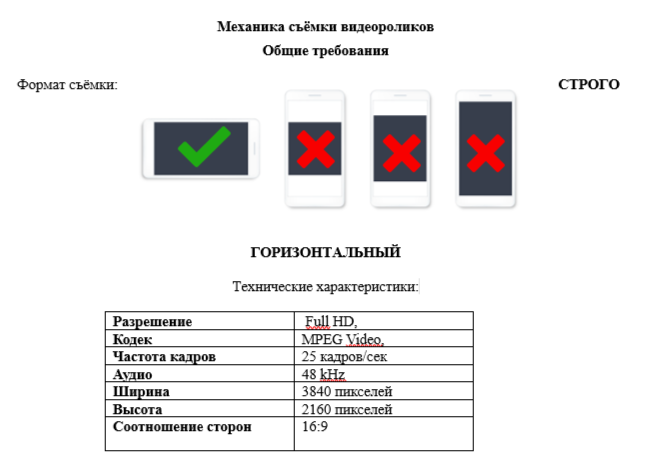 Механика съёмки видеороликов
Общие требования
Формат съёмки: СТРОГО
ГОРИЗОНТАЛЬНЫЙ
Технические характеристики:
Разрешение Full HD,
Кодек MPEG Video,
Частота кадров 25 кадров/сек
Аудио 48 kHz
Ширина 3840 пикселей
Высота 2160 пикселей
Соотношение сторон 16:9